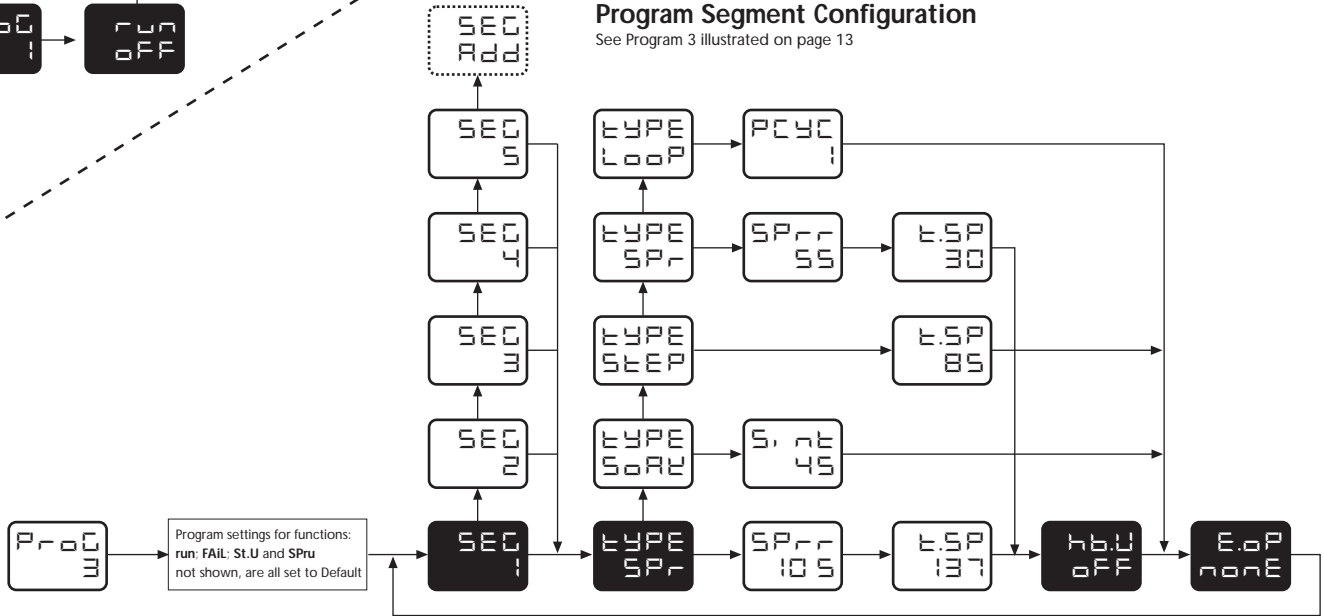 run
oFF
1
SEG
Add
Program Segment Configuration
See Program 3 illustrated on page 13
SEG
5
tYPE
LooP
PCYC
1
SEG
4
tYPE
SPr
SPrr
55
t.SP
30
SEG
3
tYPE
StEP
t.SP
85
SEG
2
tYPE
SoAK
Sint
45
ProG
3
Program settings for functions:
run; FAiL; St.U and SPru
not shown, are all set to Default
SEG
1
tYPE
SPr
SPrr
105
t.SP
137
hb.U
oFF
E.oP
nonE